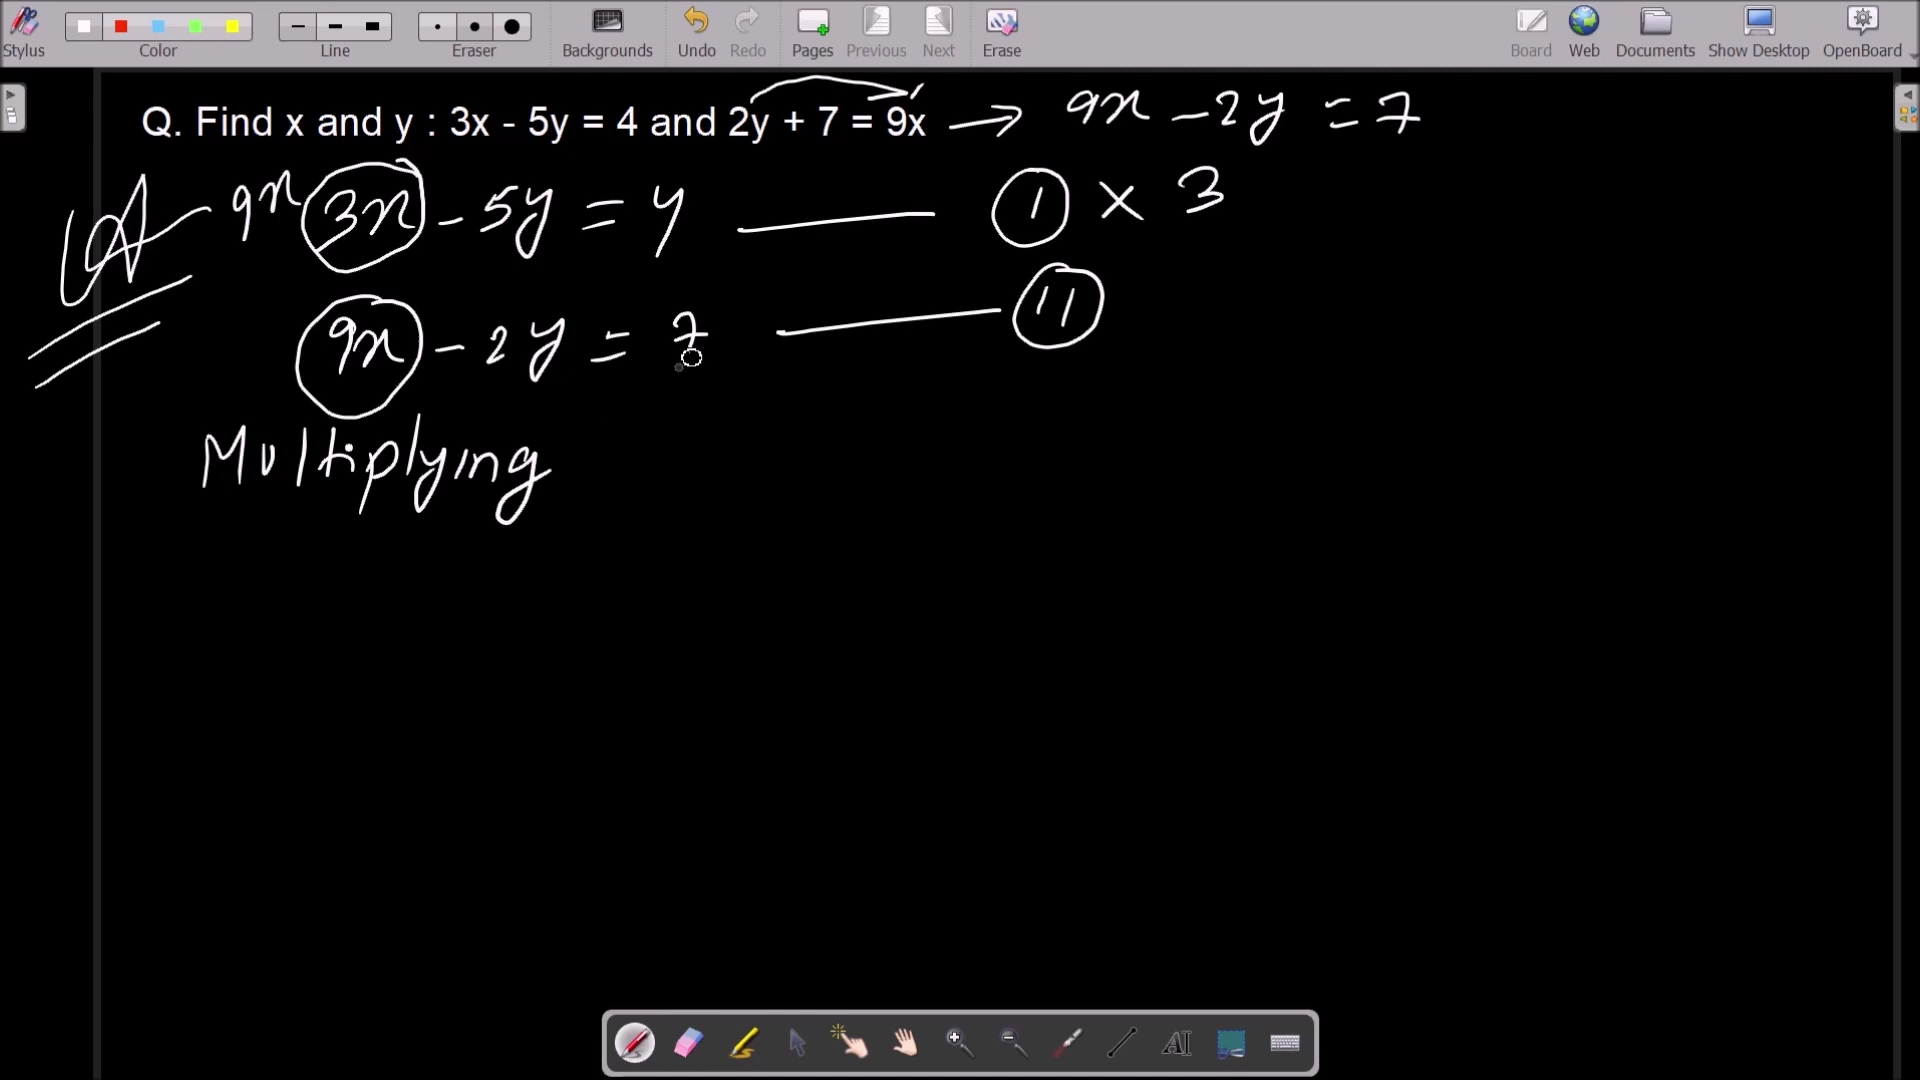 Stylus Color Line Eraser Backgrounds Undo Redo Pages Previous Next Erase Board Web Documents Show Desktop OpenBoard
Q. Find x and y : 3x - 5y = 4 and 2y + 7 = 9x → 9x - 2y = 7
9x 3x - 5y = 4 —— 1 × 3
9x - 2y = 7 —— 11
Multiplying
AI